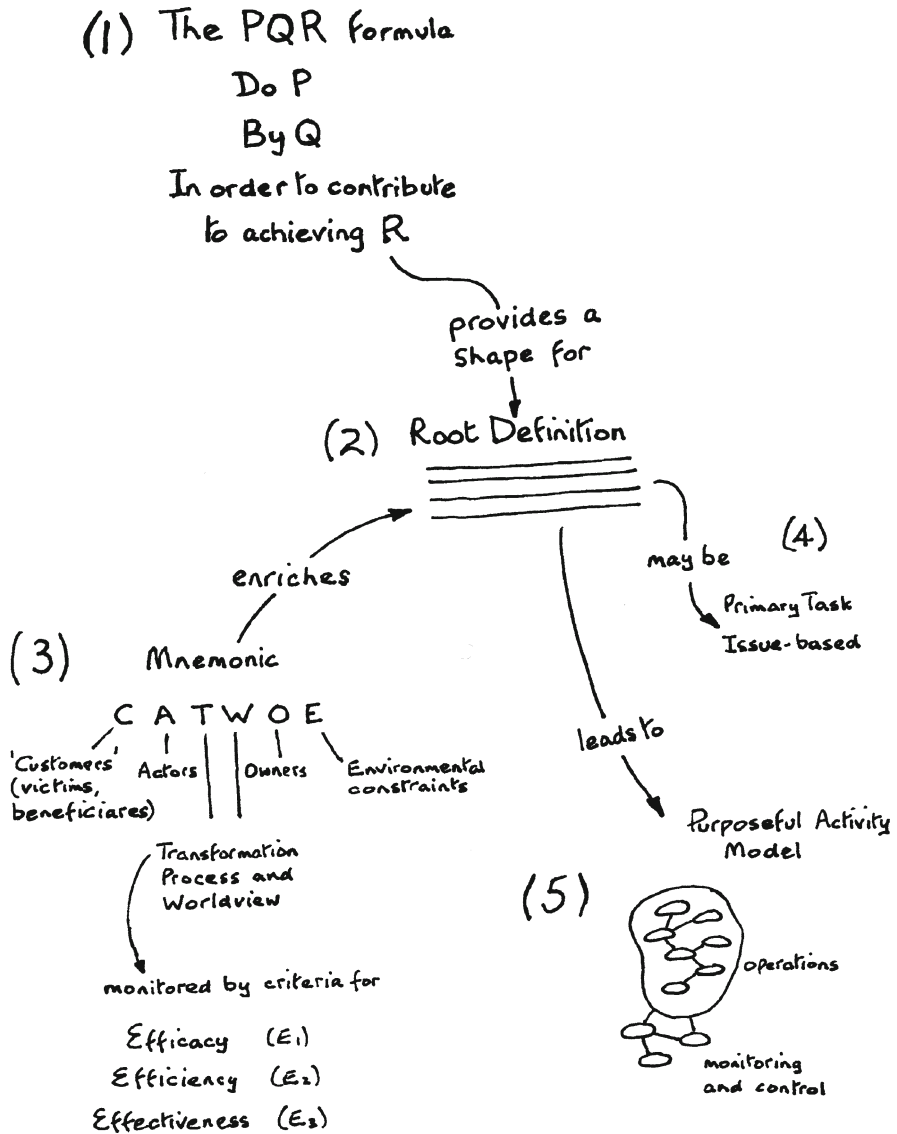 (1) The PQR formula
Do P
By Q
In order to contribute
to achieving R
provides a
shape for
(2) Root Definition
enriches
may be
(4)
Primary Task
Issue-based
(3) Mnemonic
C A T W O E
'Customers'
(victims,
beneficiares)
Actors
Owners
Environmental
constraints
Transformation
Process and
Worldview
monitored by criteria for
Efficacy (E1)
Efficiency (E2)
Effectiveness (E3)
leads to
Purposeful Activity
Model
(5)
operations
monitoring
and control